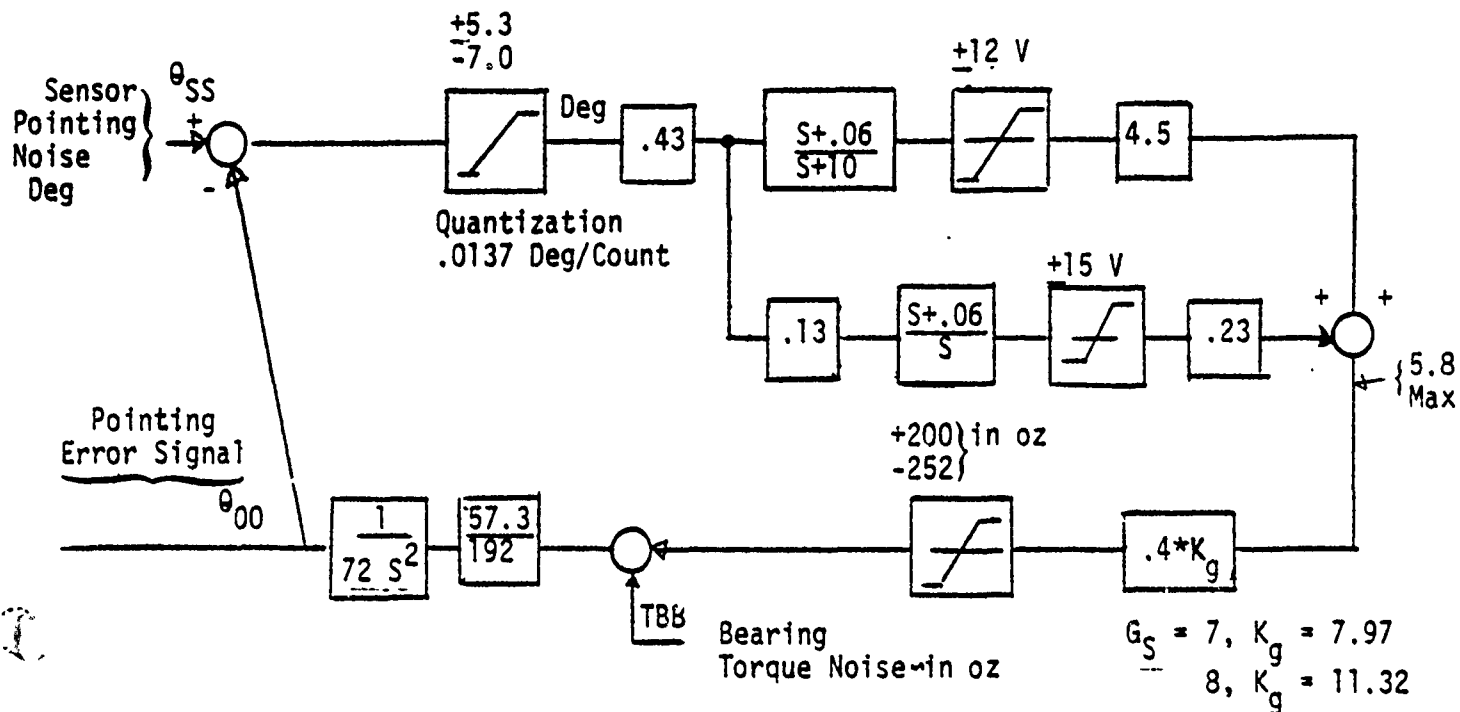 +5.3
-7.0
±12 V
θSS
Sensor
Pointing
Noise
Deg
+
-
Deg
.43
S+.06
S+10
4.5
Quantization
.0137 Deg/Count
±15 V
.13
S+.06
S
.23
+ +
5.8
Max
Pointing
Error Signal
θ00
1
72 S²
57.3
192
+200
-252
in oz
.4*Kg
TBB
Bearing
Torque Noise~in oz
GS = 7, Kg = 7.97
8, Kg = 11.32